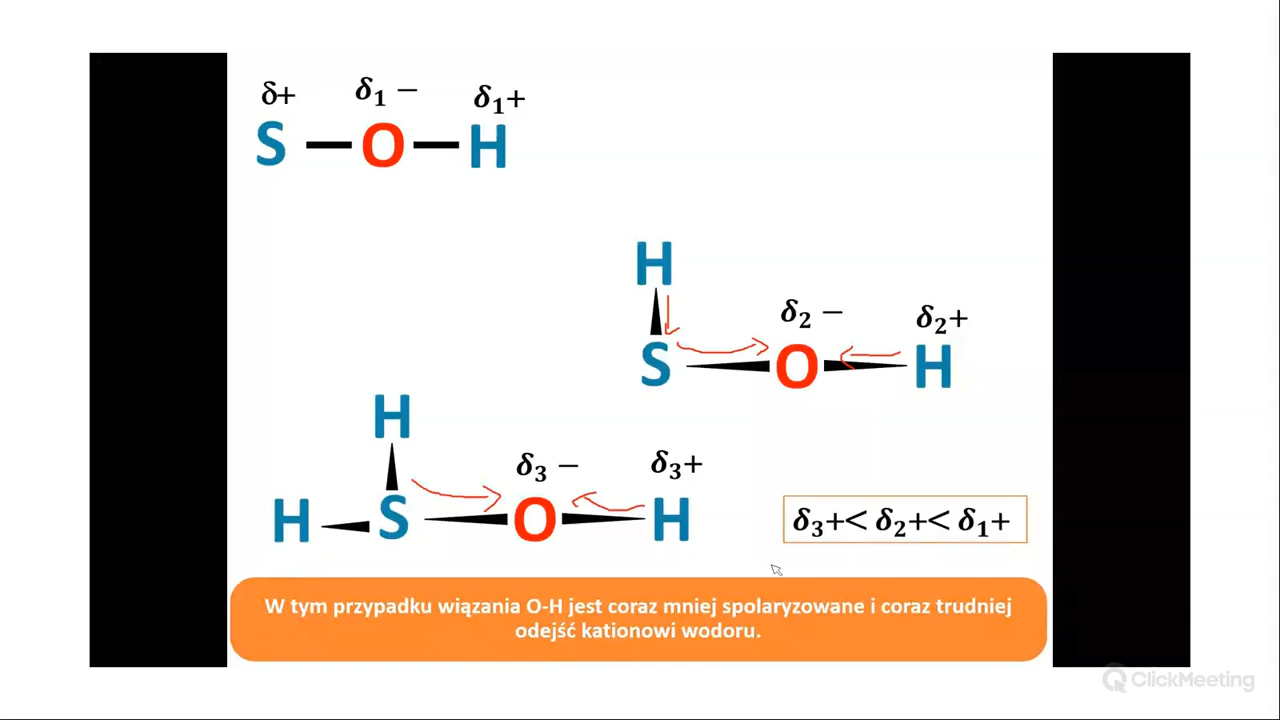 δ+ δ₁ − δ₁+
S O H
H
δ₂ − δ₂+
S O H
H
δ₃ − δ₃+
H S O H
δ₃+< δ₂+< δ₁+
W tym przypadku wiązania O-H jest coraz mniej spolaryzowane i coraz trudniej
odejść kationowi wodoru.
ClickMeeting